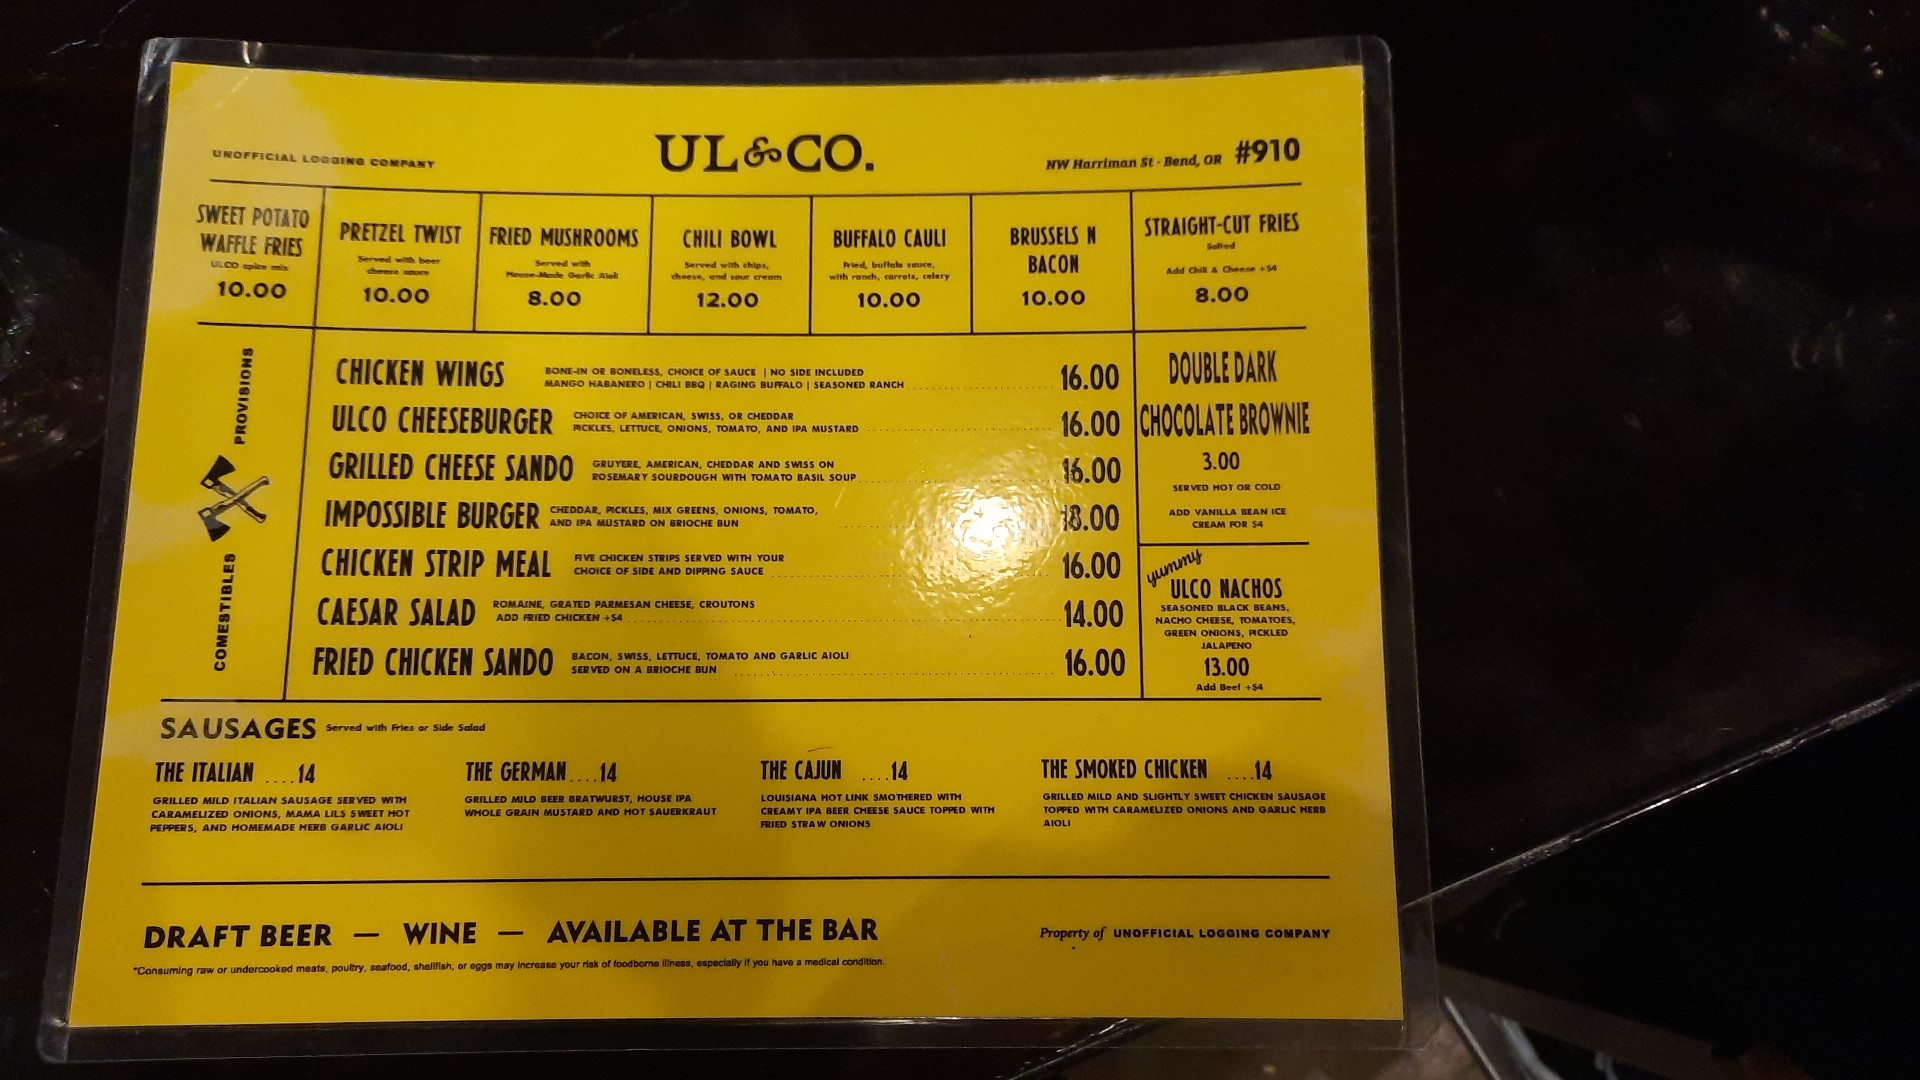 UNOFFICIAL LOGGING COMPANY
UL&CO.
NW Harriman St - Bend, OR #910
SWEET POTATO
WAFFLE FRIES
ULCO spice mix
10.00
PRETZEL TWIST
Served with beer
cheese sauce
10.00
FRIED MUSHROOMS
Served with
House-Made Garlic Aioli
8.00
CHILI BOWL
Served with chips,
cheese, and sour cream
12.00
BUFFALO CAULI
Fried, buffalo sauce,
with ranch, carrots, celery
10.00
BRUSSELS N
BACON
10.00
STRAIGHT-CUT FRIES
Salted
Add Chili & Cheese +$4
8.00
PROVISIONS
COMESTIBLES
CHICKEN WINGS BONE-IN OR BONELESS, CHOICE OF SAUCE | NO SIDE INCLUDED
MANGO HABANERO | CHILI BBQ | RAGING BUFFALO | SEASONED RANCH 16.00
ULCO CHEESEBURGER CHOICE OF AMERICAN, SWISS, OR CHEDDAR
PICKLES, LETTUCE, ONIONS, TOMATO, AND IPA MUSTARD 16.00
GRILLED CHEESE SANDO GRUYERE, AMERICAN, CHEDDAR AND SWISS ON
ROSEMARY SOURDOUGH WITH TOMATO BASIL SOUP 16.00
IMPOSSIBLE BURGER CHEDDAR, PICKLES, MIX GREENS, ONIONS, TOMATO,
AND IPA MUSTARD ON BRIOCHE BUN 18.00
CHICKEN STRIP MEAL FIVE CHICKEN STRIPS SERVED WITH YOUR
CHOICE OF SIDE AND DIPPING SAUCE 16.00
CAESAR SALAD ROMAINE, GRATED PARMESAN CHEESE, CROUTONS
ADD FRIED CHICKEN +$4 14.00
FRIED CHICKEN SANDO BACON, SWISS, LETTUCE, TOMATO AND GARLIC AIOLI
SERVED ON A BRIOCHE BUN 16.00
DOUBLE DARK
CHOCOLATE BROWNIE
3.00
SERVED HOT OR COLD
ADD VANILLA BEAN ICE
CREAM FOR $4
yummy
ULCO NACHOS
SEASONED BLACK BEANS,
NACHO CHEESE, TOMATOES,
GREEN ONIONS, PICKLED
JALAPENO
13.00
Add Beef +$4
SAUSAGES Served with Fries or Side Salad
THE ITALIAN ....14
GRILLED MILD ITALIAN SAUSAGE SERVED WITH
CARAMELIZED ONIONS, MAMA LILS SWEET HOT
PEPPERS, AND HOMEMADE HERB GARLIC AIOLI
THE GERMAN....14
GRILLED MILD BEER BRATWURST, HOUSE IPA
WHOLE GRAIN MUSTARD AND HOT SAUERKRAUT
THE CAJUN ....14
LOUISIANA HOT LINK SMOTHERED WITH
CREAMY IPA BEER CHEESE SAUCE TOPPED WITH
FRIED STRAW ONIONS
THE SMOKED CHICKEN ....14
GRILLED MILD AND SLIGHTLY SWEET CHICKEN SAUSAGE
TOPPED WITH CARAMELIZED ONIONS AND GARLIC HERB
AIOLI
DRAFT BEER — WINE — AVAILABLE AT THE BAR
Property of UNOFFICIAL LOGGING COMPANY
*Consuming raw or undercooked meats, poultry, seafood, shellfish, or eggs may increase your risk of foodborne illness, especially if you have a medical condition.